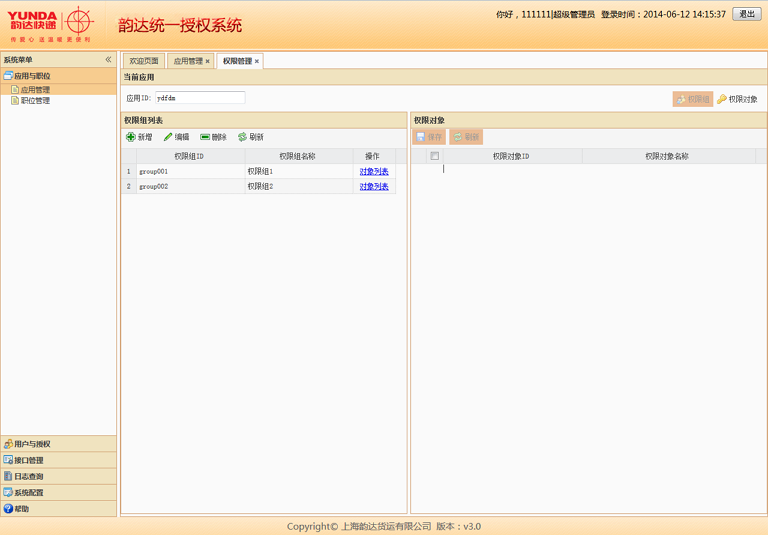 YUNDA
韵达快递
传 爱 心 送 温 暖 更 便 利
韵达统一授权系统
你好，111111|超级管理员 登录时间：2014-06-12 14:15:37 退出
系统菜单
应用与职位
应用管理
职位管理
用户与授权
接口管理
日志查询
系统配置
帮助
欢迎页面 应用管理 权限管理
当前应用
应用ID: ydfdm 权限组 权限对象
权限组列表
新增 编辑 删除 刷新
权限组ID 权限组名称 操作
1 group001 权限组1 对象列表
2 group002 权限组2 对象列表
权限对象
保存 刷新
权限对象ID 权限对象名称
Copyright© 上海韵达货运有限公司 版本：v3.0